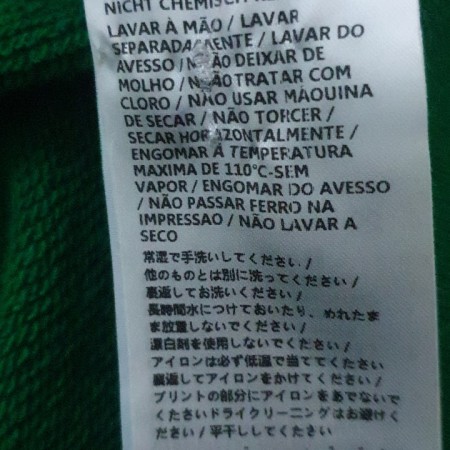 NICHT CHEMISCH
LAVAR À MÃO / LAVAR
SEPARADAMENTE / LAVAR DO
AVESSO / NÃO DEIXAR DE
MOLHO / NÃO TRATAR COM
CLORO / NÃO USAR MÁQUINA
DE SECAR / NÃO TORCER /
SECAR HORIZONTALMENTE /
ENGOMAR À TEMPERATURA
MAXIMA DE 110°C-SEM
VAPOR / ENGOMAR DO AVESSO
/ NÃO PASSAR FERRO NA
IMPRESSAO / NÃO LAVAR A
SECO
常湿で手洗いしてください /
他のものとは別に洗ってください /
裏返してお洗いください /
長時間水につけておいたり、ぬれたま
ま放置しないでください /
漂白剤を使用しないでください /
アイロンは必ず低温で当ててください
裏返してアイロンをかけてください /
プリントの部分にアイロンをあてないで
くださいドライクリーニングはお避けく
ださい / 平干ししてください